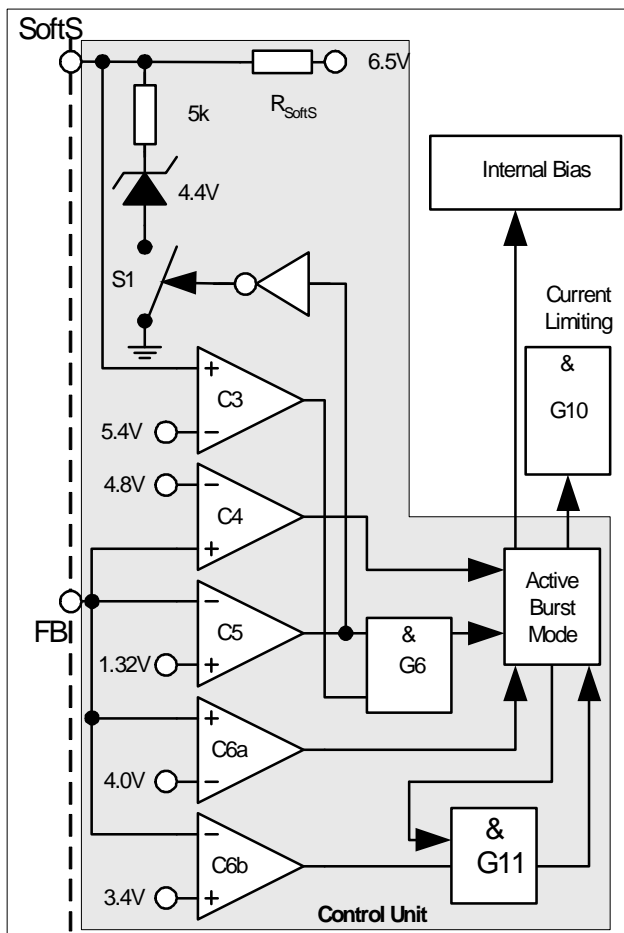 SoftS
6.5V
RSoftS
5k
4.4V
S1
Internal Bias
Current
Limiting
&
G10
+
C3
5.4V
−
4.8V
−
C4
+
FB
−
C5
1.32V
+
&
G6
Active
Burst
Mode
+
C6a
4.0V
−
−
C6b
3.4V
+
&
G11
Control Unit